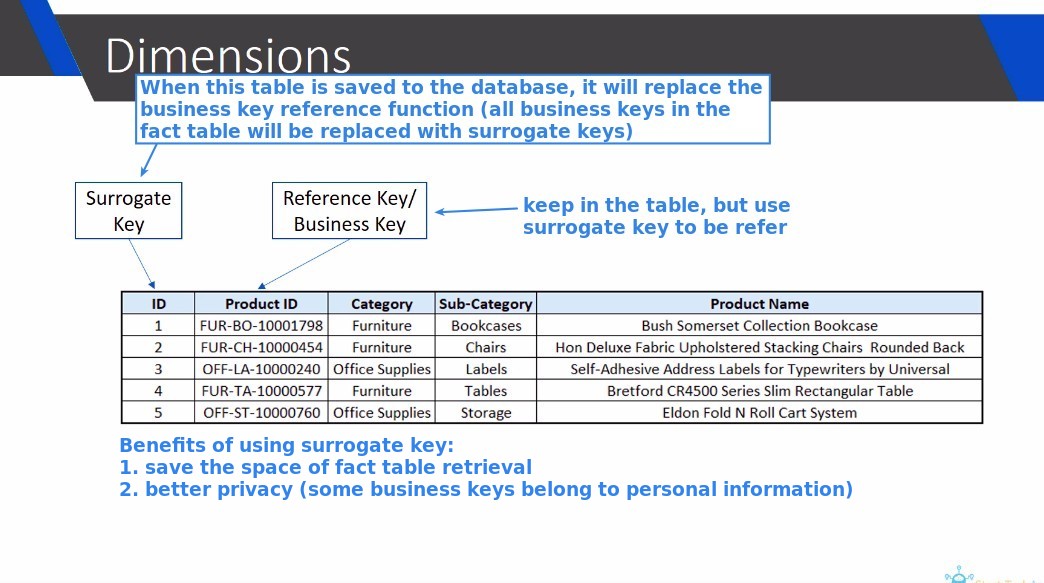 Dimensions
When this table is saved to the database, it will replace the
business key reference function (all business keys in the
fact table will be replaced with surrogate keys)
Surrogate
Key
Reference Key/
Business Key
keep in the table, but use
surrogate key to be refer
ID Product ID Category Sub-Category Product Name
1 FUR-BO-10001798 Furniture Bookcases Bush Somerset Collection Bookcase
2 FUR-CH-10000454 Furniture Chairs Hon Deluxe Fabric Upholstered Stacking Chairs Rounded Back
3 OFF-LA-10000240 Office Supplies Labels Self-Adhesive Address Labels for Typewriters by Universal
4 FUR-TA-10000577 Furniture Tables Bretford CR4500 Series Slim Rectangular Table
5 OFF-ST-10000760 Office Supplies Storage Eldon Fold N Roll Cart System
Benefits of using surrogate key:
1. save the space of fact table retrieval
2. better privacy (some business keys belong to personal information)